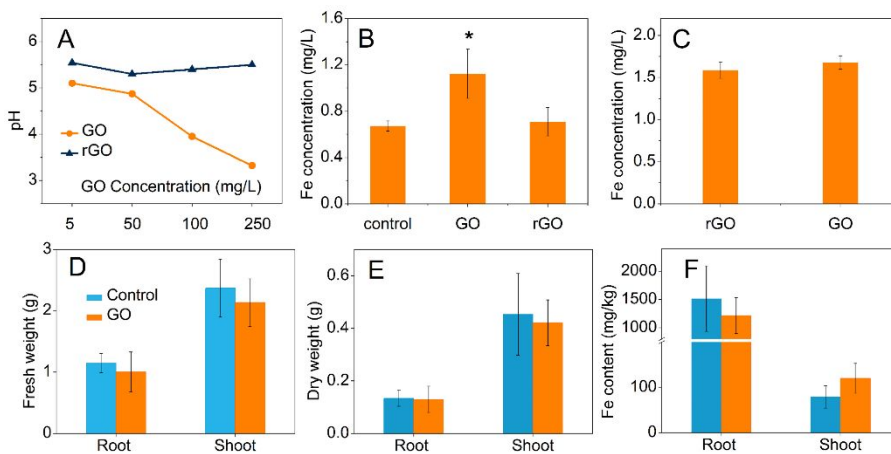 A
pH
6
5
4
3
GO
rGO
GO Concentration (mg/L)
5 50 100 250
B
Fe concentration (mg/L)
1.8
1.2
0.6
0.0
*
control GO rGO
C
Fe concentration (mg/L)
2.0
1.5
1.0
0.5
0.0
rGO GO
D
Fresh weight (g)
3
2
1
0
Control
GO
Root Shoot
E
Dry weight (g)
0.6
0.4
0.2
0.0
Root Shoot
F
Fe content (mg/kg)
2000
1500
1000
100
0
Root Shoot